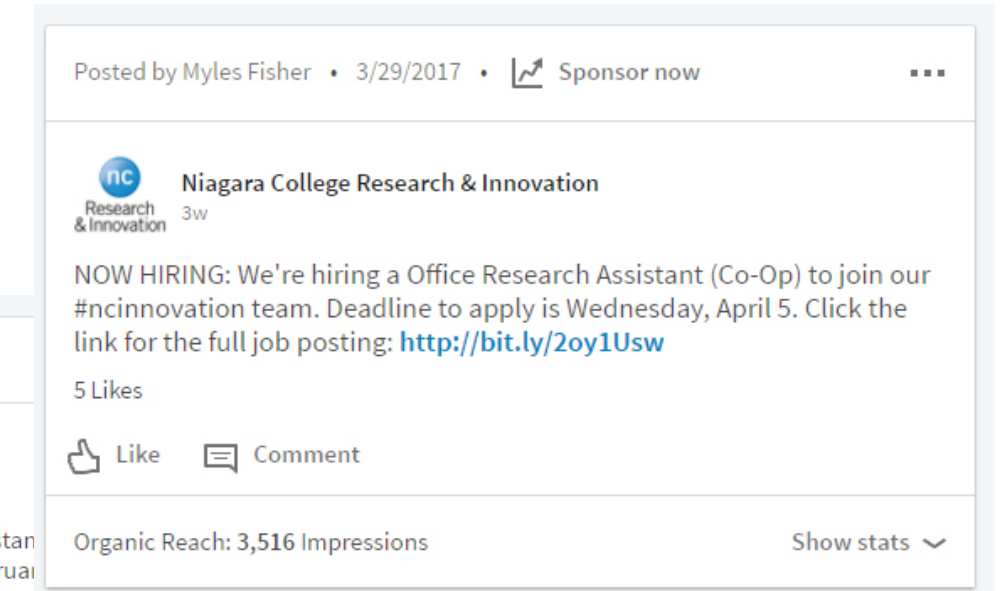 Posted by Myles Fisher • 3/29/2017 • Sponsor now
nc
Research
& Innovation
Niagara College Research & Innovation
3w
NOW HIRING: We're hiring a Office Research Assistant (Co-Op) to join our
#ncinnovation team. Deadline to apply is Wednesday, April 5. Click the
link for the full job posting: http://bit.ly/2oy1Usw
5 Likes
Like Comment
Organic Reach: 3,516 Impressions Show stats